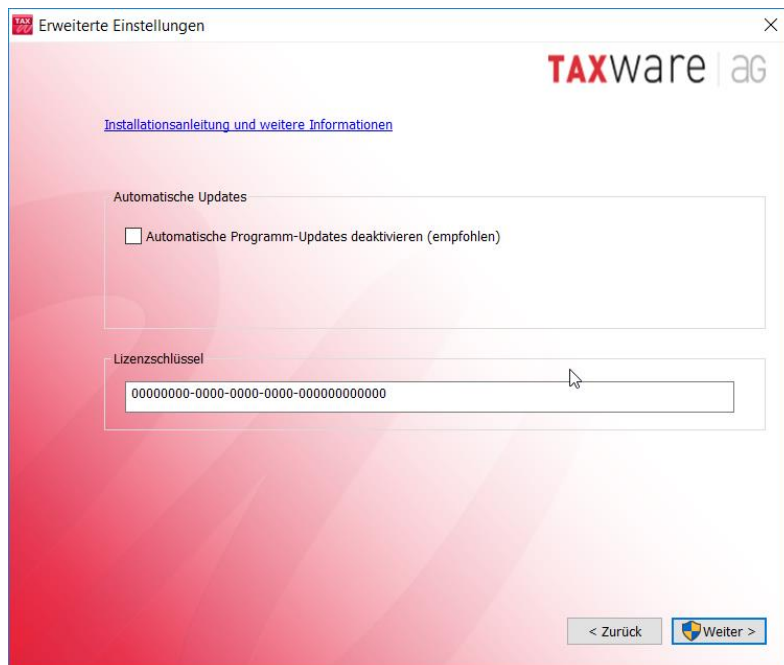 TAX Erweiterte Einstellungen
TAXware | aG
Installationsanleitung und weitere Informationen
Automatische Updates
Automatische Programm-Updates deaktivieren (empfohlen)
Lizenzschlüssel
00000000-0000-0000-0000-000000000000
< Zurück
Weiter >